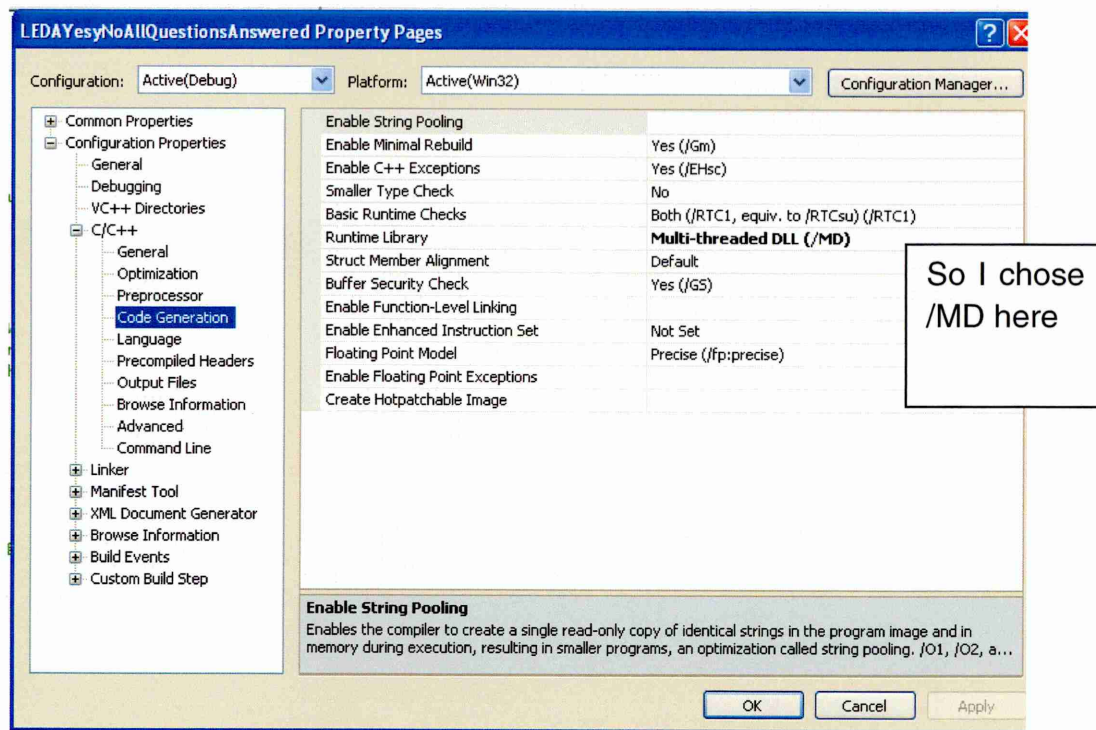 LEDAYesyNoAllQuestionsAnswered Property Pages
Configuration: Active(Debug) Platform: Active(Win32) Configuration Manager...
Common Properties
Configuration Properties
General
Debugging
VC++ Directories
C/C++
General
Optimization
Preprocessor
Code Generation
Language
Precompiled Headers
Output Files
Browse Information
Advanced
Command Line
Linker
Manifest Tool
XML Document Generator
Browse Information
Build Events
Custom Build Step
Enable String Pooling
Enable Minimal Rebuild Yes (/Gm)
Enable C++ Exceptions Yes (/EHsc)
Smaller Type Check No
Basic Runtime Checks Both (/RTC1, equiv. to /RTCsu) (/RTC1)
Runtime Library Multi-threaded DLL (/MD)
Struct Member Alignment Default
Buffer Security Check Yes (/GS)
Enable Function-Level Linking
Enable Enhanced Instruction Set Not Set
Floating Point Model Precise (/fp:precise)
Enable Floating Point Exceptions
Create Hotpatchable Image
So I chose
/MD here
Enable String Pooling
Enables the compiler to create a single read-only copy of identical strings in the program image and in
memory during execution, resulting in smaller programs, an optimization called string pooling. /O1, /O2, a...
OK Cancel Apply